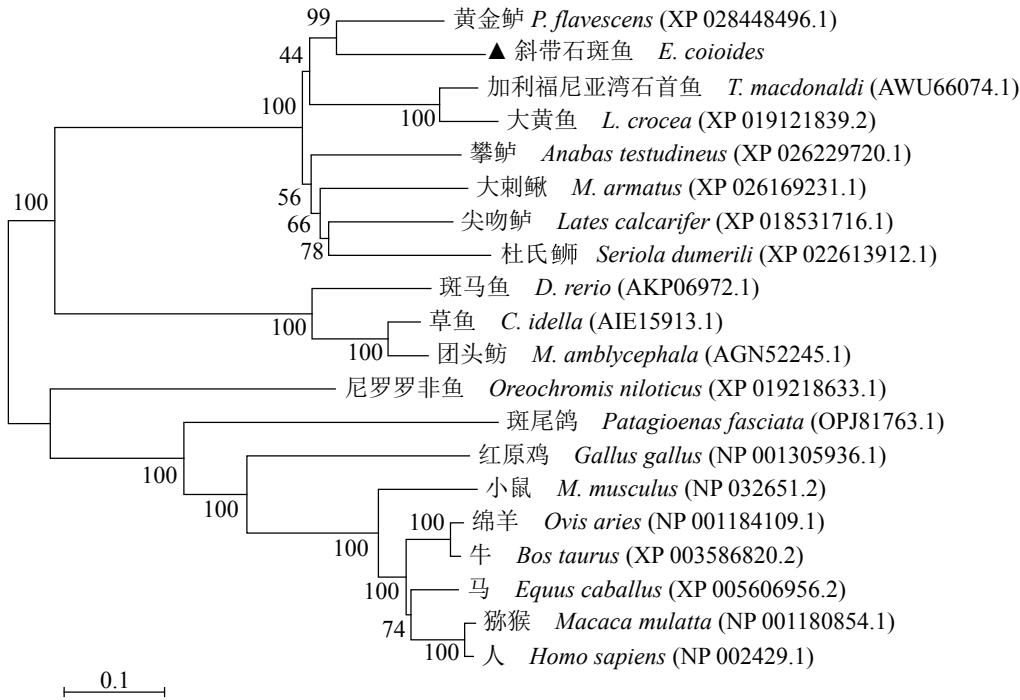 99
黄金鲈 P. flavescens (XP 028448496.1)
44
▲ 斜带石斑鱼 E. coioides
加利福尼亚湾石首鱼 T. macdonaldi (AWU66074.1)
100
100
大黄鱼 L. crocea (XP 019121839.2)
攀鲈 Anabas testudineus (XP 026229720.1)
56
大刺鳅 M. armatus (XP 026169231.1)
100
66
尖吻鲈 Lates calcarifer (XP 018531716.1)
78
杜氏鰤 Seriola dumerili (XP 022613912.1)
斑马鱼 D. rerio (AKP06972.1)
100
草鱼 C. idella (AIE15913.1)
100
团头鲂 M. amblycephala (AGN52245.1)
尼罗罗非鱼 Oreochromis niloticus (XP 019218633.1)
斑尾鸽 Patagioenas fasciata (OPJ81763.1)
100
红原鸡 Gallus gallus (NP 001305936.1)
100
小鼠 M. musculus (NP 032651.2)
100
100
绵羊 Ovis aries (NP 001184109.1)
牛 Bos taurus (XP 003586820.2)
100
马 Equus caballus (XP 005606956.2)
74
猕猴 Macaca mulatta (NP 001180854.1)
100
人 Homo sapiens (NP 002429.1)
0.1